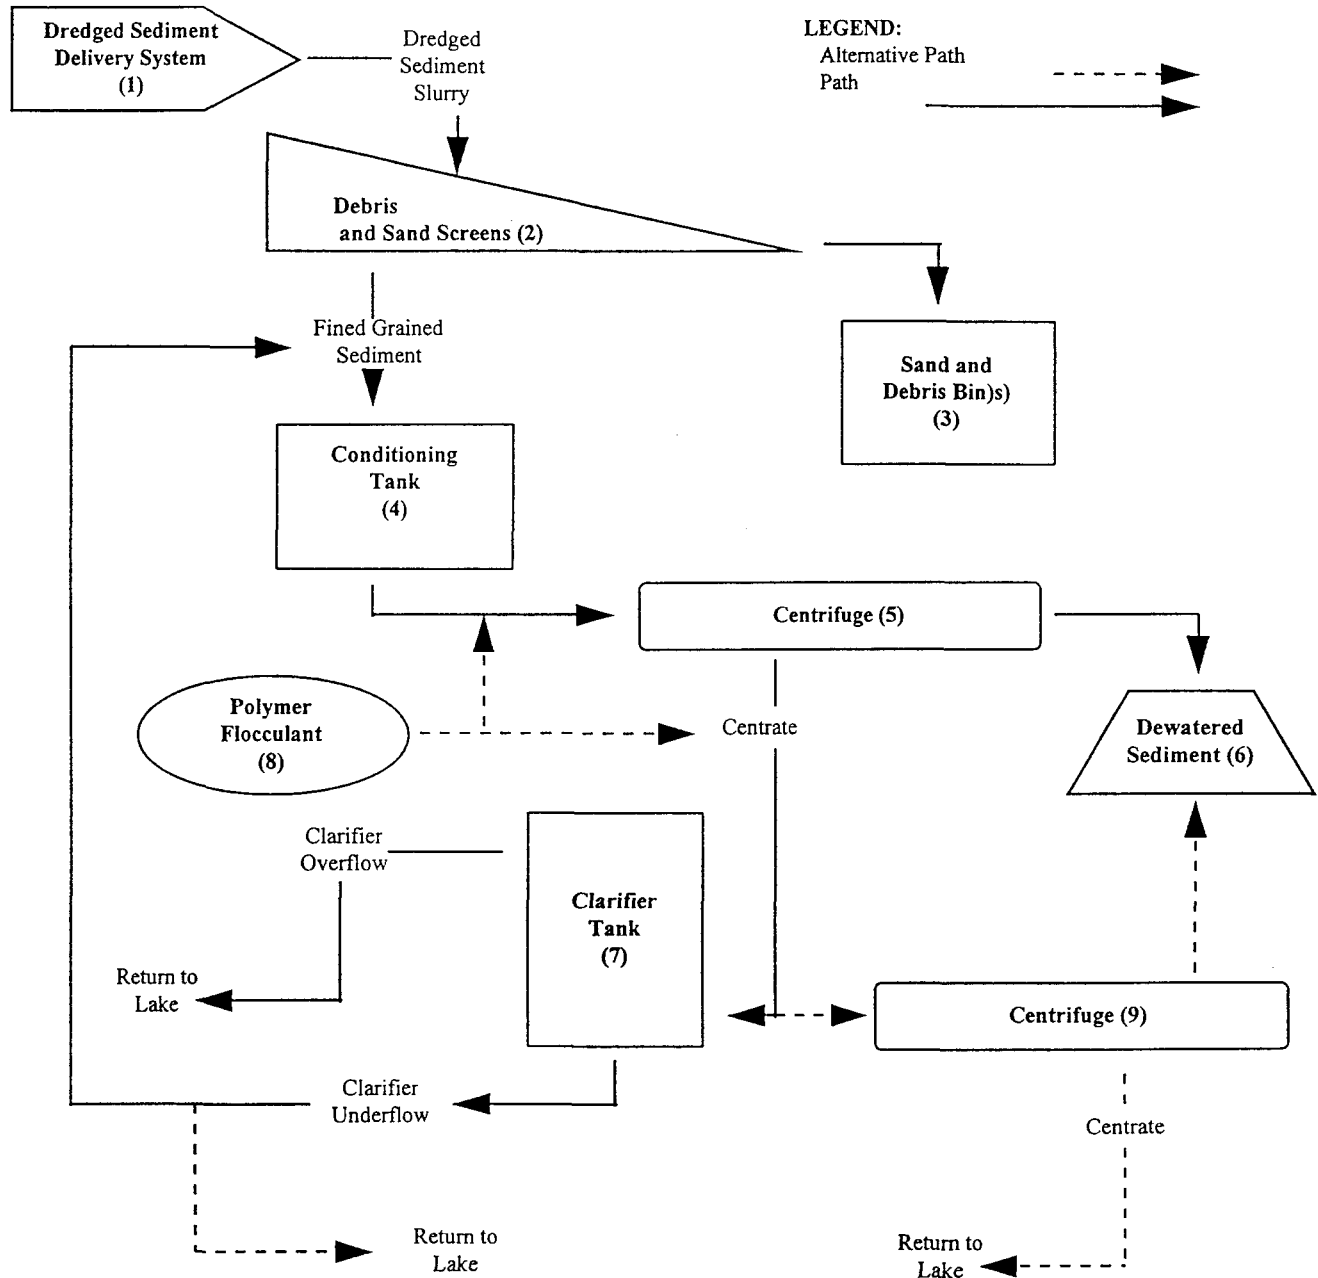 Dredged Sediment
Delivery System
(1)
Dredged
Sediment
Slurry
LEGEND:
Alternative Path
Path
Debris
and Sand Screens (2)
Fined Grained
Sediment
Sand and
Debris Bin)s)
(3)
Conditioning
Tank
(4)
Centrifuge (5)
Polymer
Flocculant
(8)
Centrate
Dewatered
Sediment (6)
Clarifier
Overflow
Clarifier
Tank
(7)
Return to
Lake
Centrifuge (9)
Clarifier
Underflow
Centrate
Return to
Lake
Return to
Lake